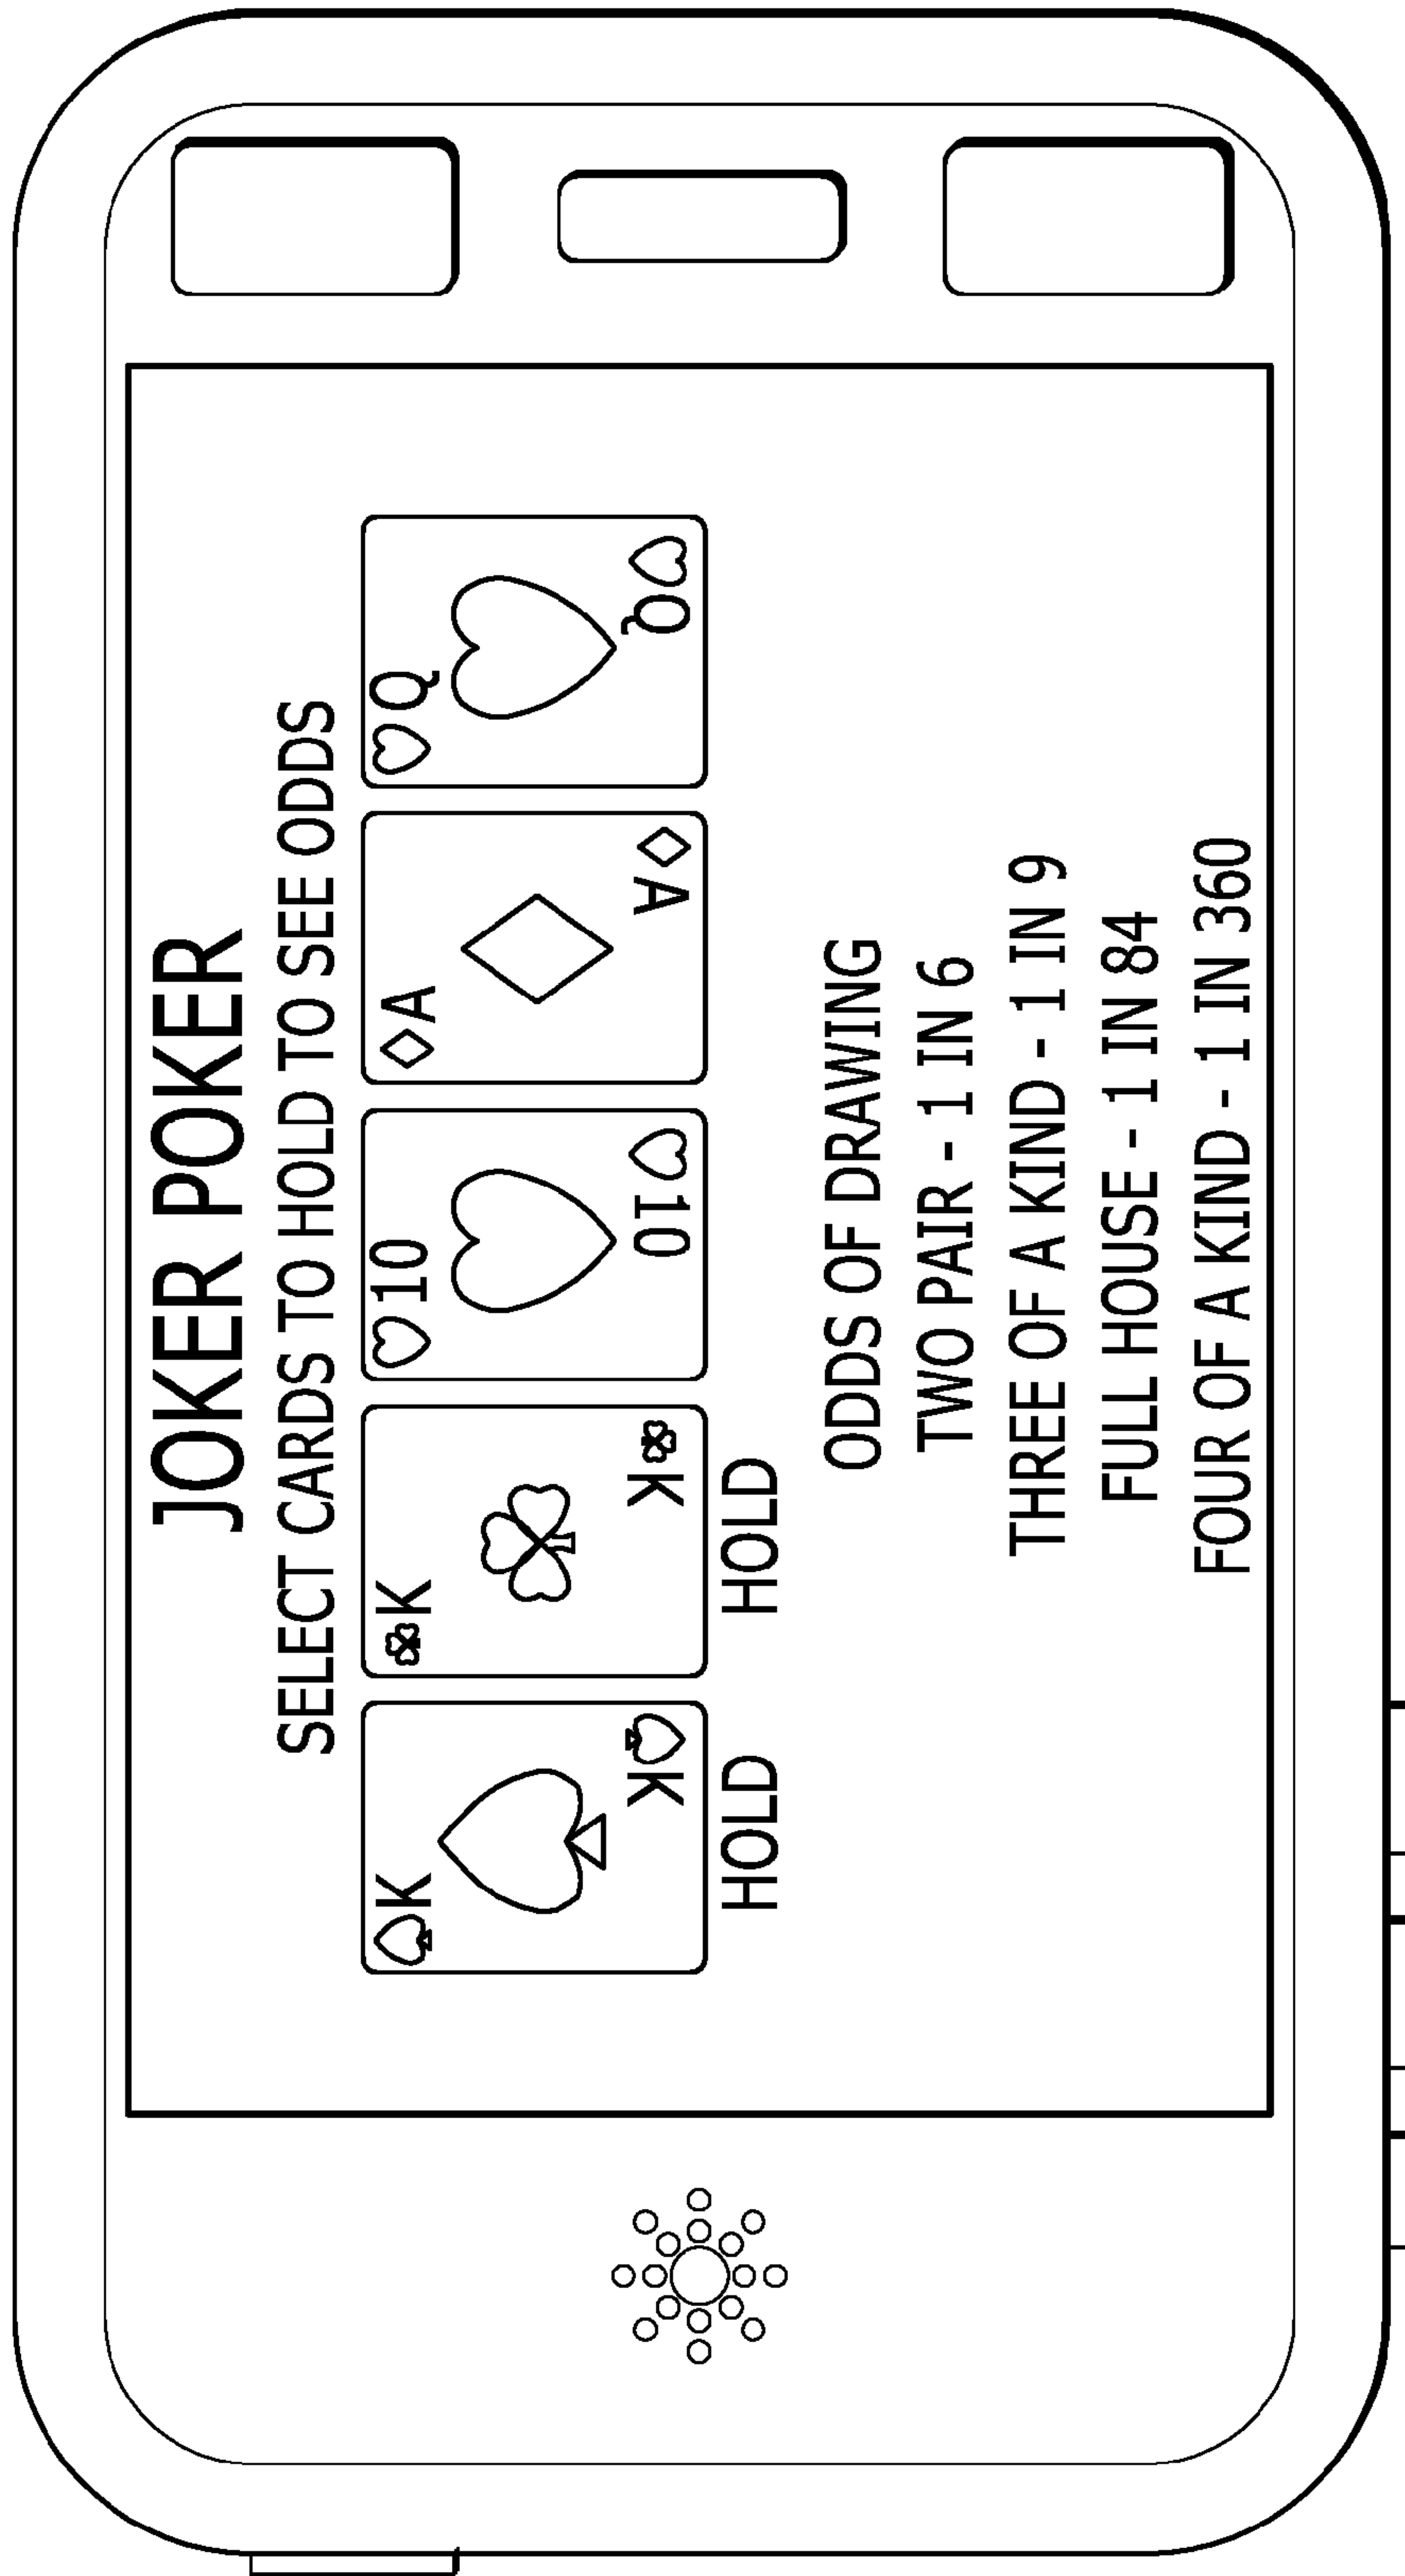 JOKER POKER
SELECT CARDS TO HOLD TO SEE ODDS
K K 10 A Q
K K 10 A Q
HOLD HOLD
ODDS OF DRAWING
TWO PAIR - 1 IN 6
THREE OF A KIND - 1 IN 9
FULL HOUSE - 1 IN 84
FOUR OF A KIND - 1 IN 360